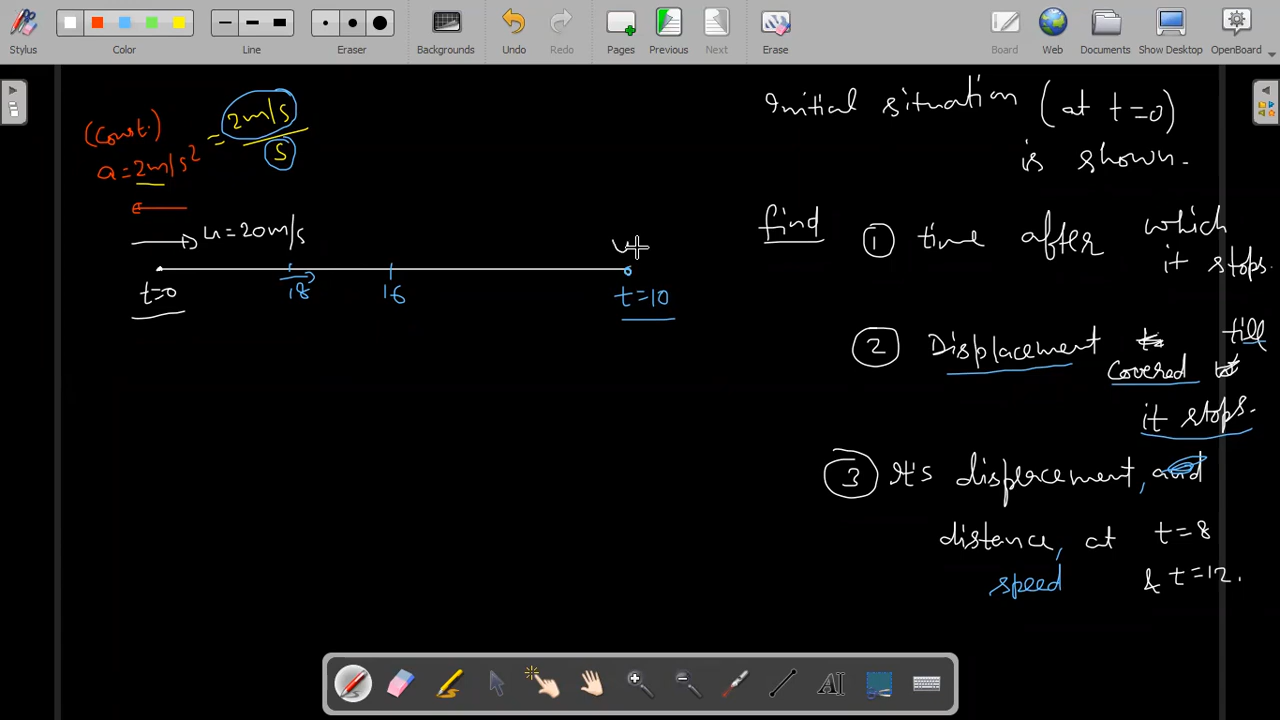 Stylus
Color
Line
Eraser
Backgrounds
Undo
Redo
Pages
Previous
Next
Erase
Board
Web
Documents
Show Desktop
OpenBoard
(Const.)
a = 2m/s² = 2m/s / s
u = 20m/s
t=0
18
16
v
t=10
Initial situation (at t=0)
is shown.
find
① time after which
it stops.
② Displacement till
covered
it stops.
③ It's displacement, and
distance, at t=8
speed & t=12.